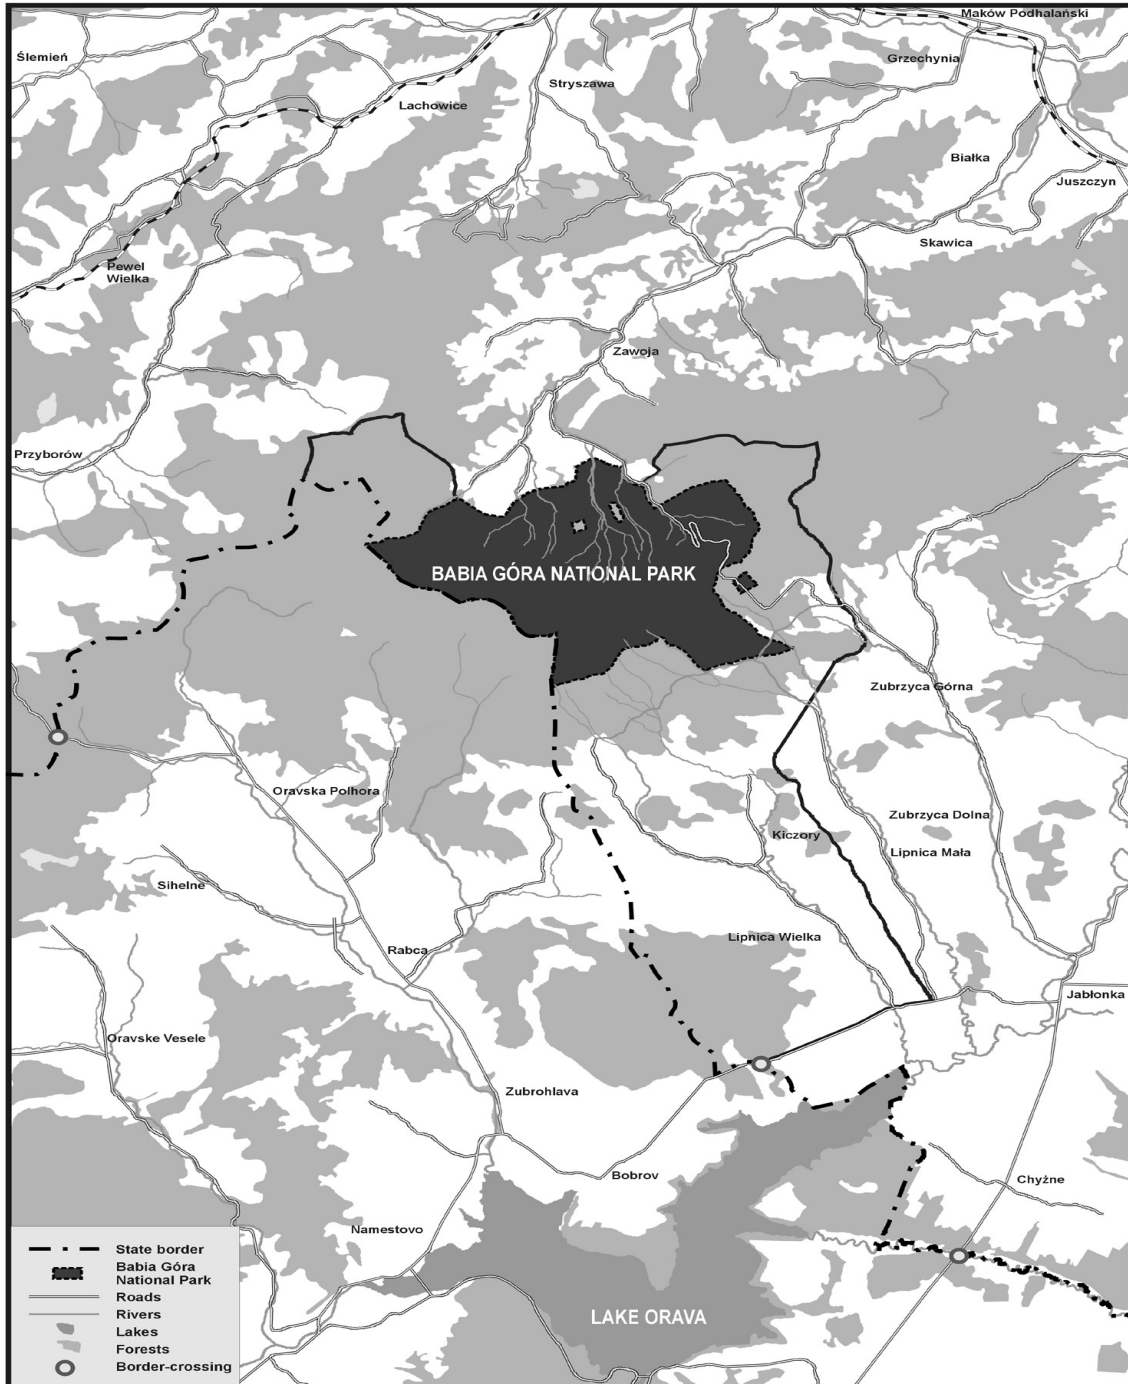 Maków Podhalański
Ślemień
Grzechynia
Stryszawa
Lachowice
Białka
Juszczyn
Skawica
Pewel
Wielka
Zawoja
Przyborów
BABIA GÓRA NATIONAL PARK
Zubrzyca Górna
Oravska Polhora
Zubrzyca Dolna
Kiczory
Lipnica Mała
Sihelne
Lipnica Wielka
Rabca
Jabłonka
Oravske Vesele
Zubrohlava
Bobrov
Chyżne
Namestovo
LAKE ORAVA
State border
Babia Góra
National Park
Roads
Rivers
Lakes
Forests
Border-crossing